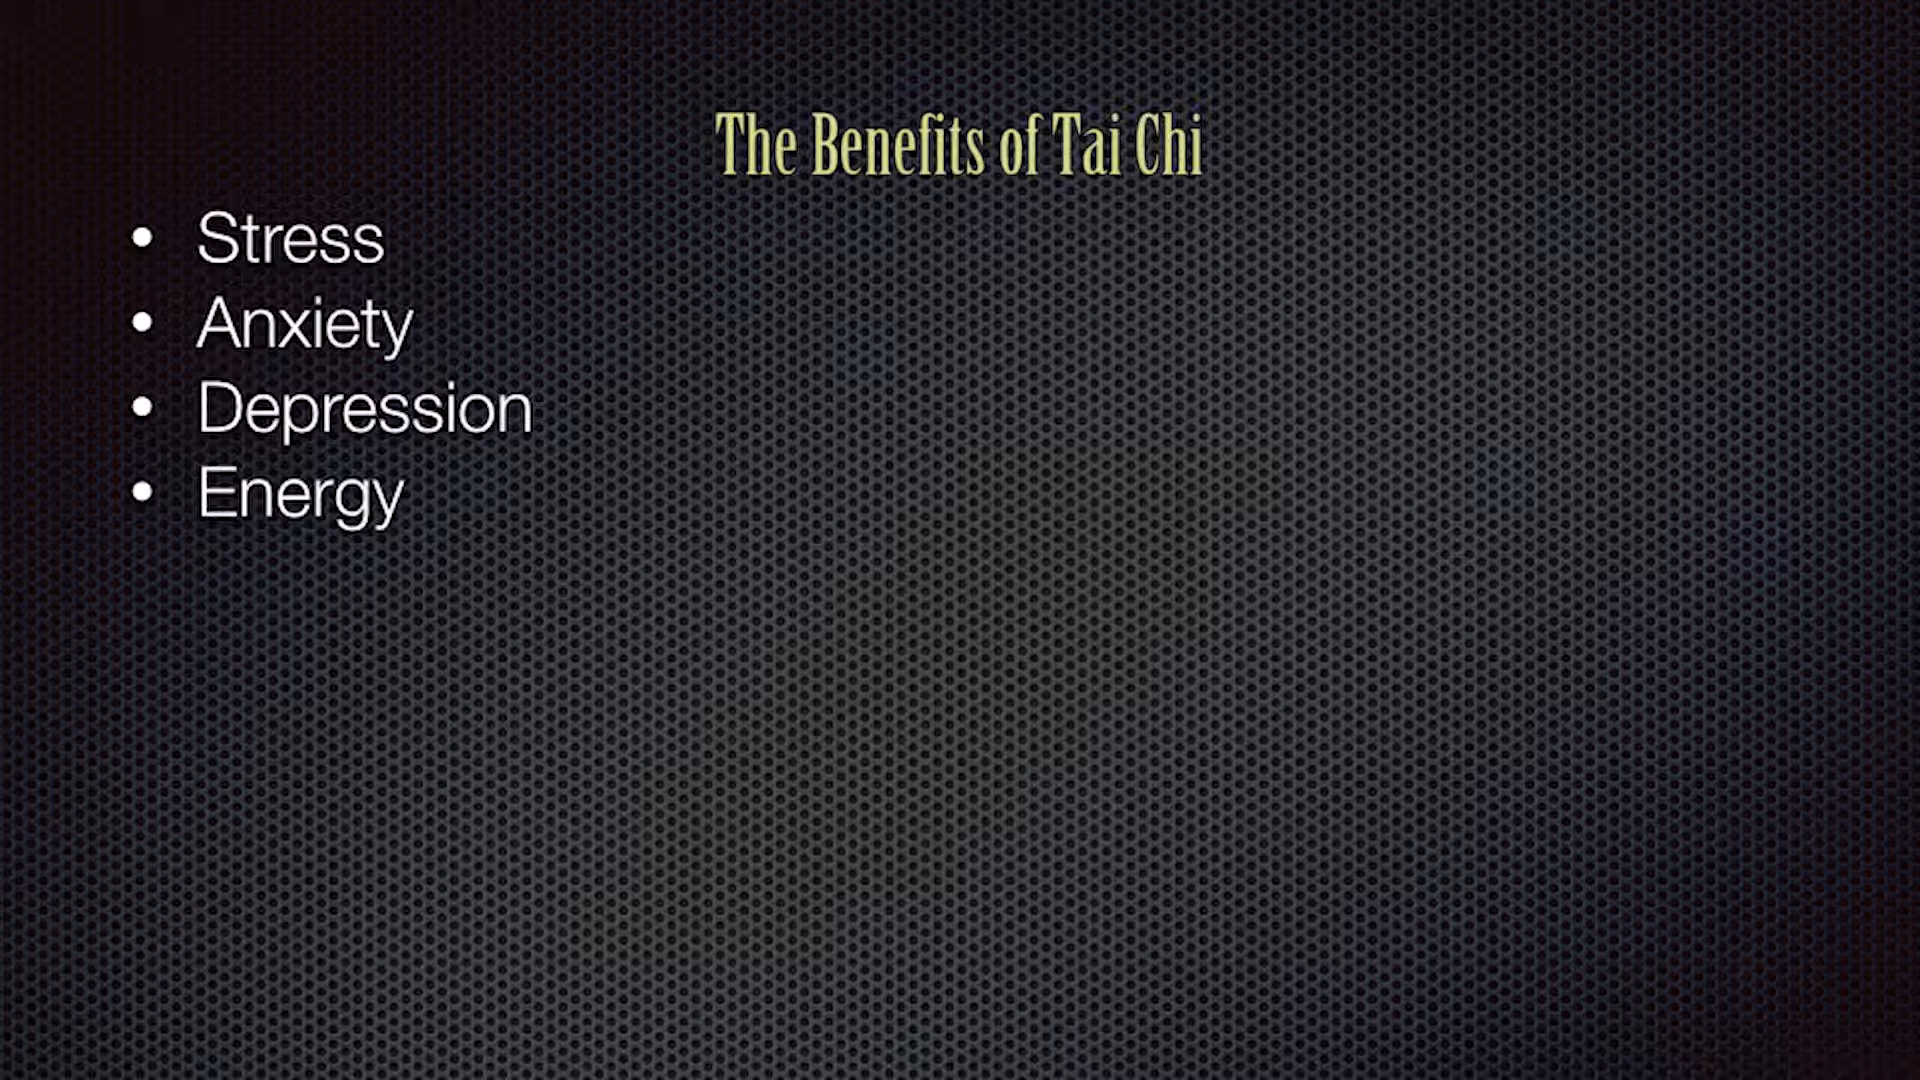 The Benefits of Tai Chi
• Stress
• Anxiety
• Depression
• Energy